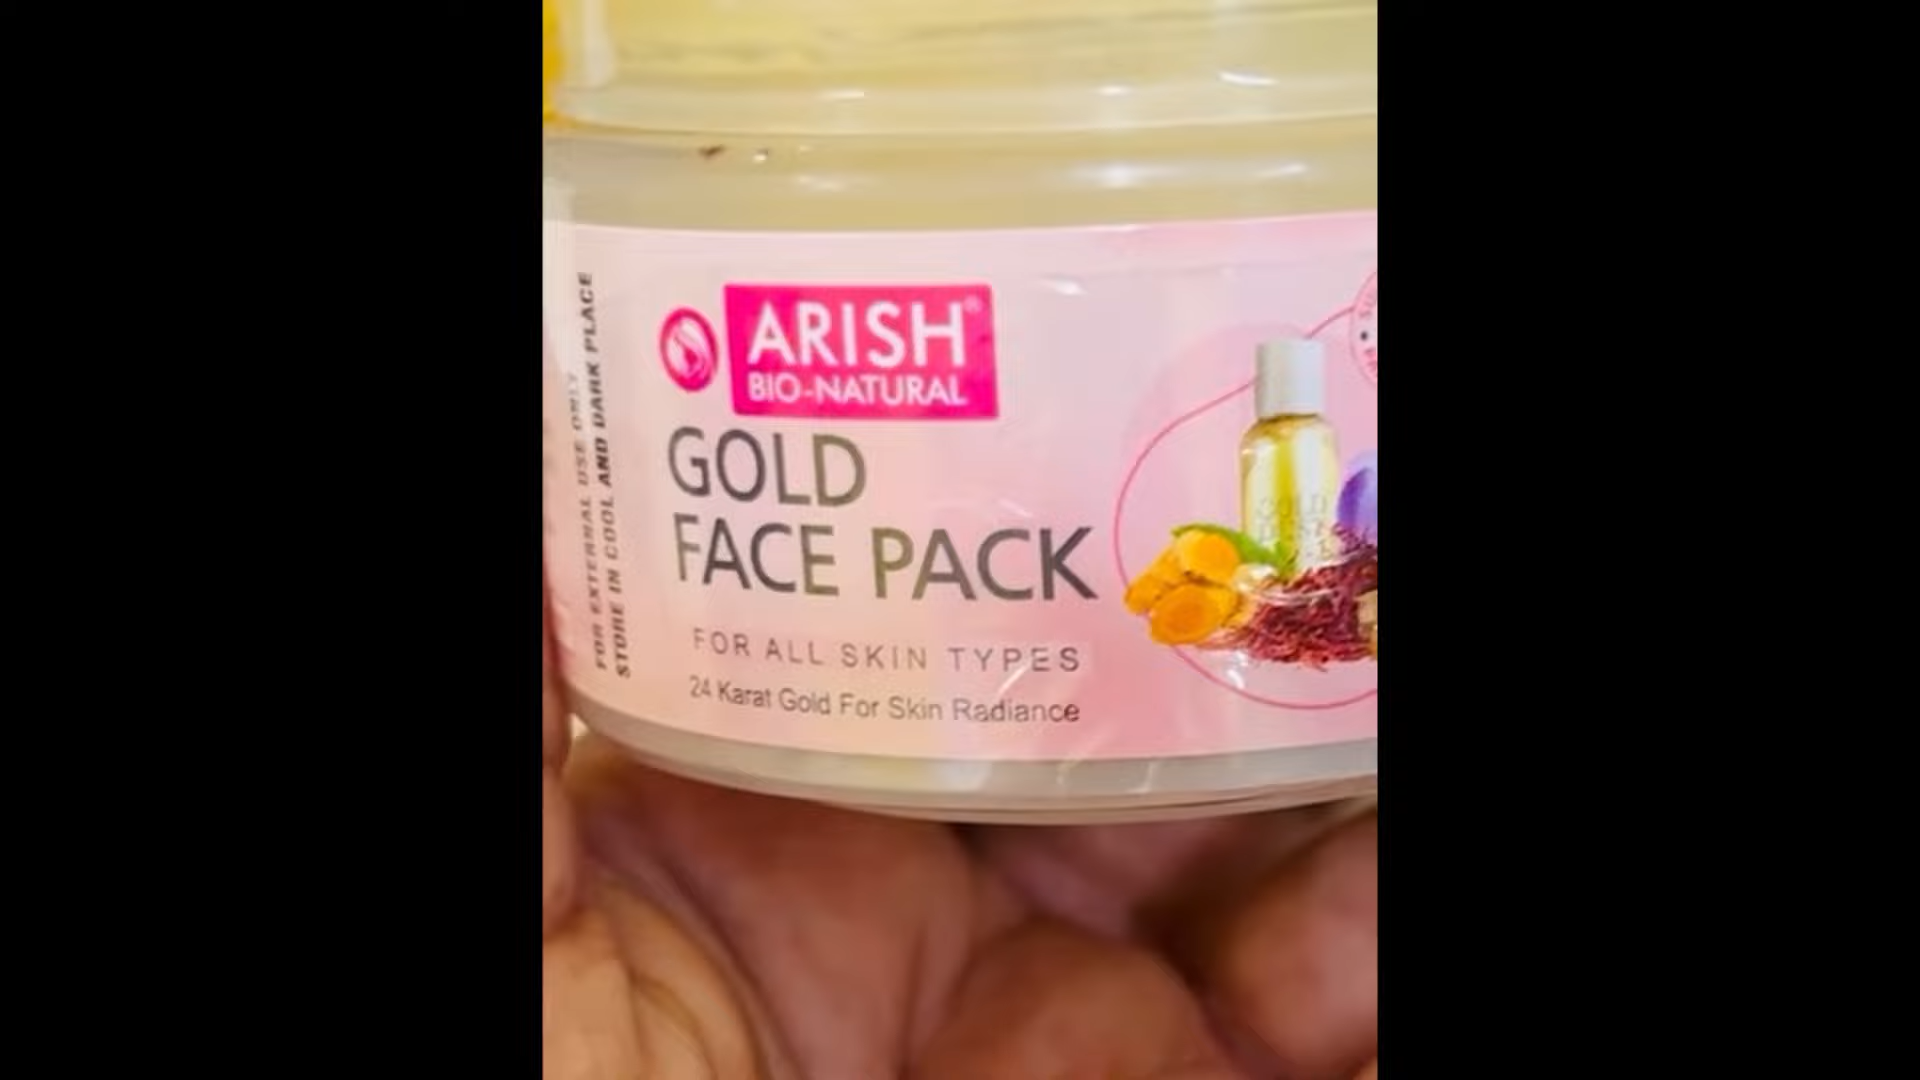 FOR EXTERNAL USE ONLY
STORE IN COOL AND DARK PLACE
ARISH®
BIO-NATURAL
GOLD
FACE PACK
FOR ALL SKIN TYPES
24 Karat Gold For Skin Radiance